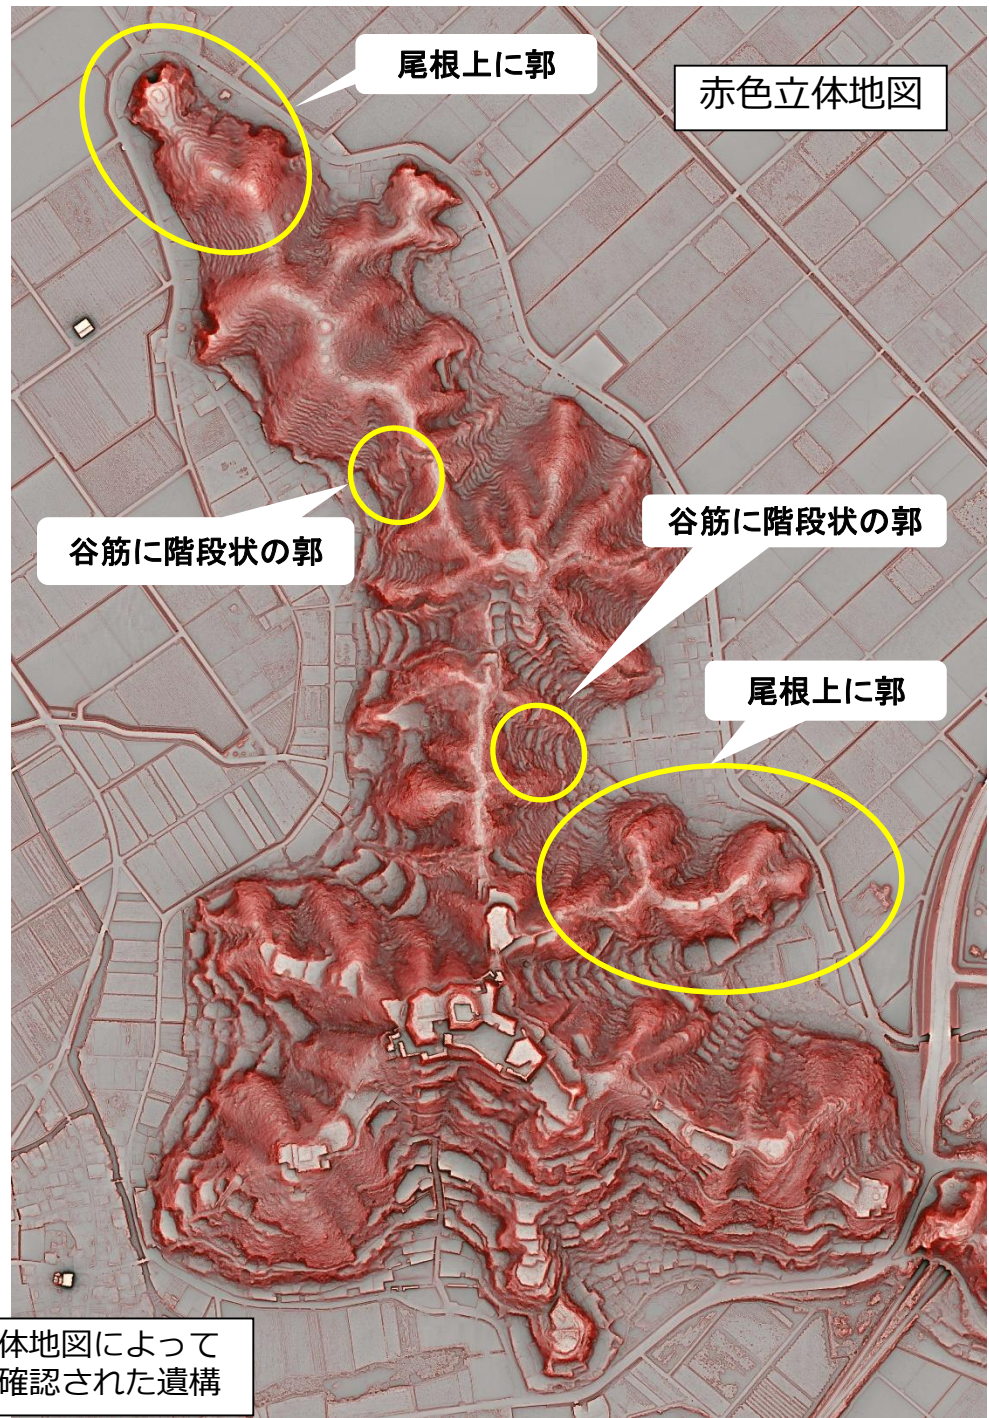 尾根上に郭
赤色立体地図
谷筋に階段状の郭
谷筋に階段状の郭
尾根上に郭
体地図によって
確認された遺構